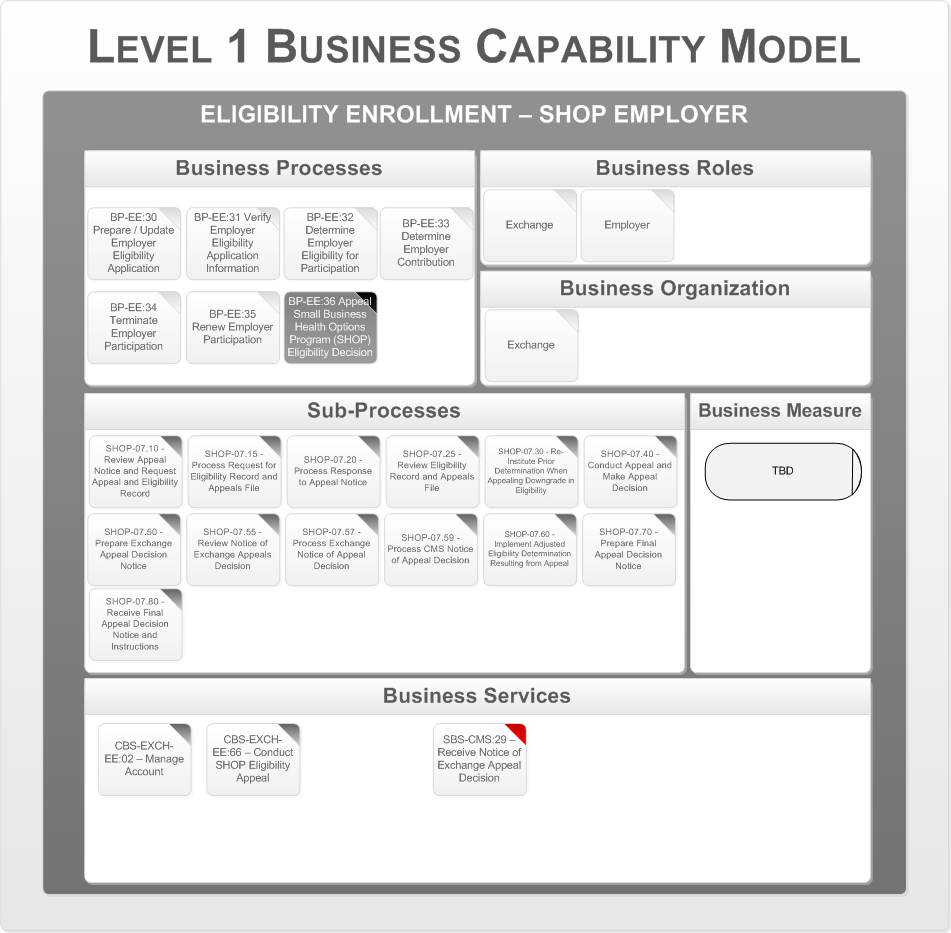 LEVEL 1 BUSINESS CAPABILITY MODEL
ELIGIBILITY ENROLLMENT – SHOP EMPLOYER
Business Processes
BP-EE:30
Prepare / Update
Employer
Eligibility
Application
BP-EE:31 Verify
Employer
Eligibility
Application
Information
BP-EE:32
Determine
Employer
Eligibility for
Participation
BP-EE:33
Determine
Employer
Contribution
BP-EE:34
Terminate
Employer
Participation
BP-EE:35
Renew Employer
Participation
BP-EE:36 Appeal
Small Business
Health Options
Program (SHOP)
Eligibility Decision
Business Roles
Exchange
Employer
Business Organization
Exchange
Sub-Processes
SHOP-07.10 -
Review Appeal
Notice and Request
Appeal and Eligibility
Record
SHOP-07.15 -
Process Request for
Eligibility Record and
Appeals File
SHOP-07.20 -
Process Response
to Appeal Notice
SHOP-07.25 -
Review Eligibility
Record and Appeals
File
SHOP-07.30 - Re-
Institute Prior
Determination When
Appealing Downgrade in
Eligibility
SHOP-07.40 -
Conduct Appeal and
Make Appeal
Decision
SHOP-07.50 -
Prepare Exchange
Appeal Decision
Notice
SHOP-07.55 -
Review Notice of
Exchange Appeals
Decision
SHOP-07.57 -
Process Exchange
Notice of Appeal
Decision
SHOP-07.59 -
Process CMS Notice
of Appeal Decision
SHOP-07.60 -
Implement Adjusted
Eligibility Determination
Resulting from Appeal
SHOP-07.70 -
Prepare Final
Appeal Decision
Notice
SHOP-07.80 -
Receive Final
Appeal Decision
Notice and
Instructions
Business Measure
TBD
Business Services
CBS-EXCH-
EE:02 – Manage
Account
CBS-EXCH-
EE:66 – Conduct
SHOP Eligibility
Appeal
SBS-CMS:29 –
Receive Notice of
Exchange Appeal
Decision